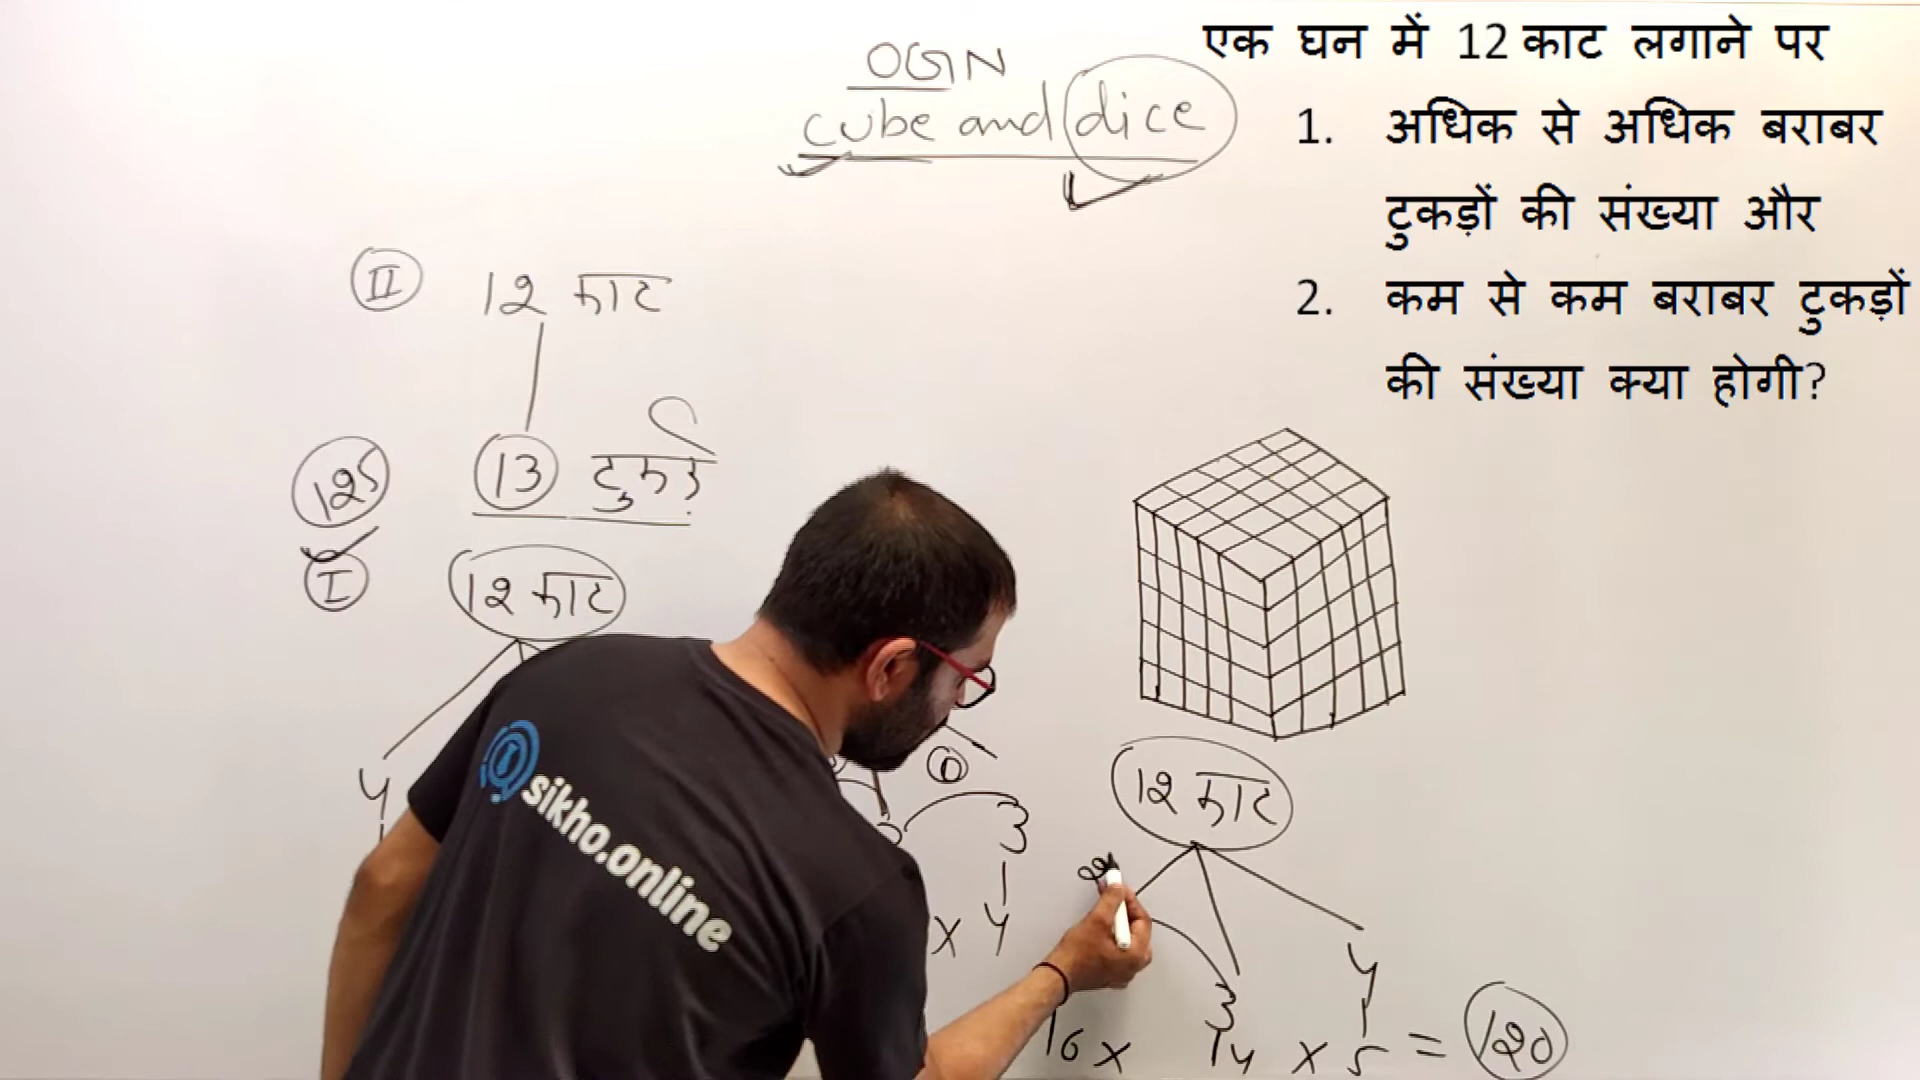 OGN
cube and dice
एक घन में 12 काट लगाने पर
1. अधिक से अधिक बराबर
टुकड़ों की संख्या और
2. कम से कम बराबर टुकड़ों
की संख्या क्या होगी?
II 12 काट
13 टुकड़े
125
I 12 काट
4
sikho.online
1
3
x 4
12 काट
3
4
6 x 4 x 5 = 120